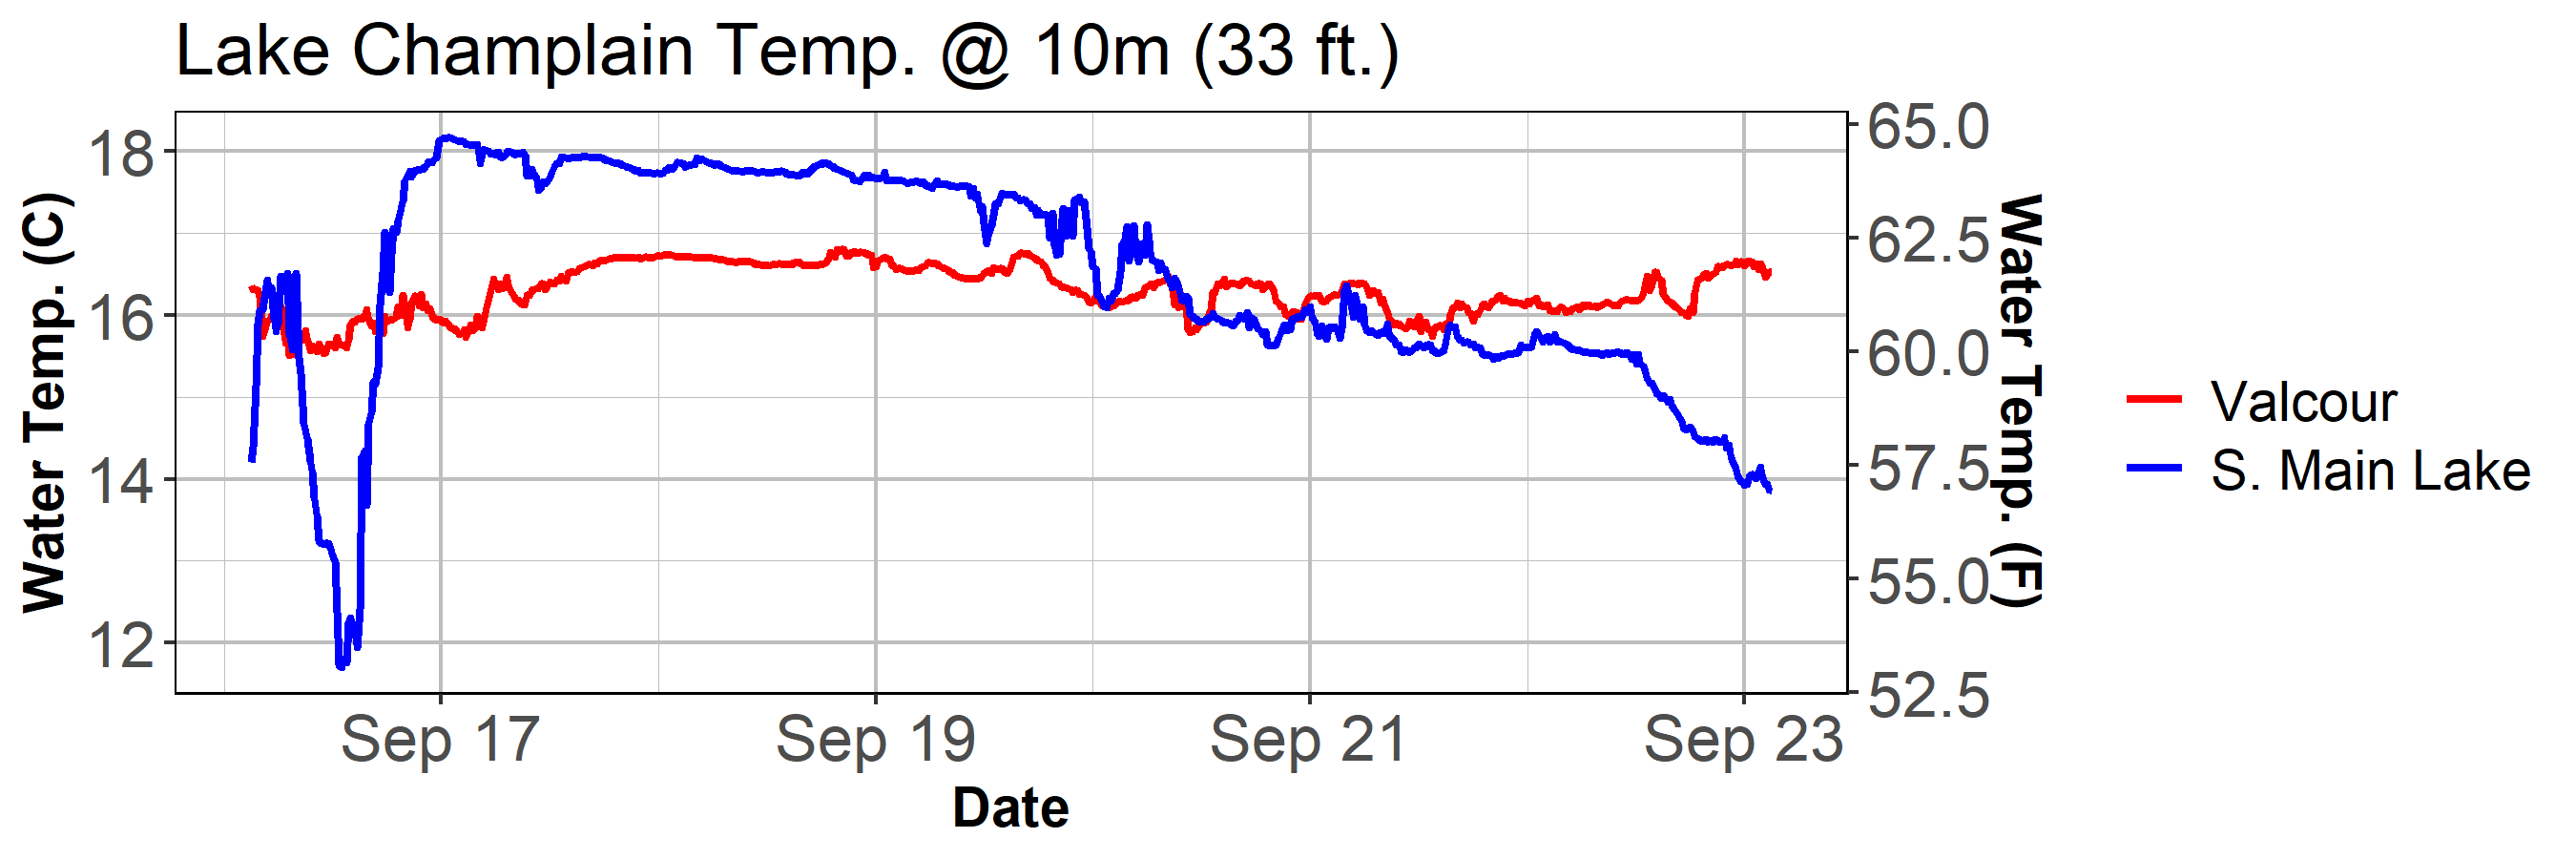 Lake Champlain Temp. @ 10m (33 ft.)
Water Temp. (C)
18
16
14
12
65.0
62.5
60.0
57.5
55.0
52.5
Water Temp. (F)
Sep 17
Sep 19
Sep 21
Sep 23
Date
Valcour
S. Main Lake